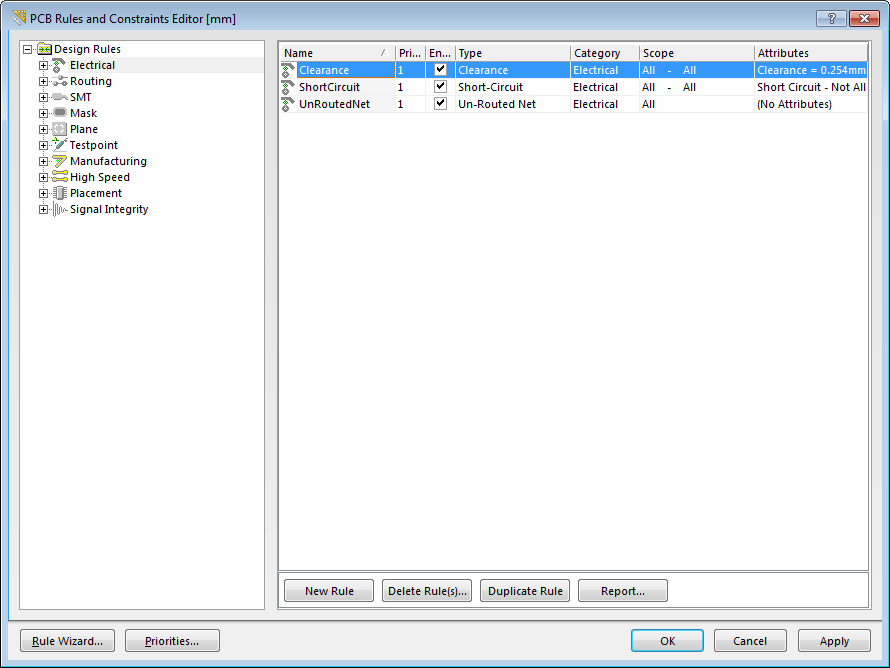 PCB Rules and Constraints Editor [mm]
Design Rules
Electrical
Routing
SMT
Mask
Plane
Testpoint
Manufacturing
High Speed
Placement
Signal Integrity
Name Pri... En... Type Category Scope Attributes
Clearance 1 Clearance Electrical All - All Clearance = 0.254mm
ShortCircuit 1 Short-Circuit Electrical All - All Short Circuit - Not All
UnRoutedNet 1 Un-Routed Net Electrical All (No Attributes)
New Rule Delete Rule(s)... Duplicate Rule Report...
Rule Wizard... Priorities... OK Cancel Apply